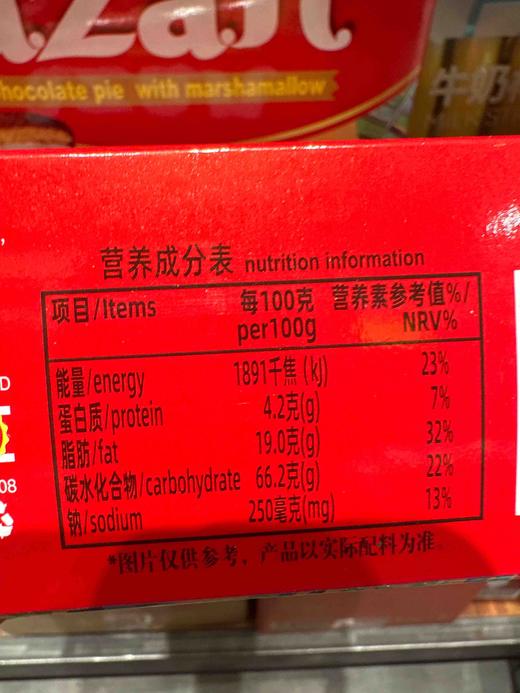 hocolate pie with marshamallow
牛奶
营养成分表 nutrition information
项目/Items 每100克 per100g 营养素参考值%/NRV%
能量/energy 1891千焦 (kJ) 23%
蛋白质/protein 4.2克(g) 7%
脂肪/fat 19.0克(g) 32%
碳水化合物/carbohydrate 66.2克(g) 22%
钠/sodium 250毫克(mg) 13%
*图片仅供参考，产品以实际配料为准。
D
08